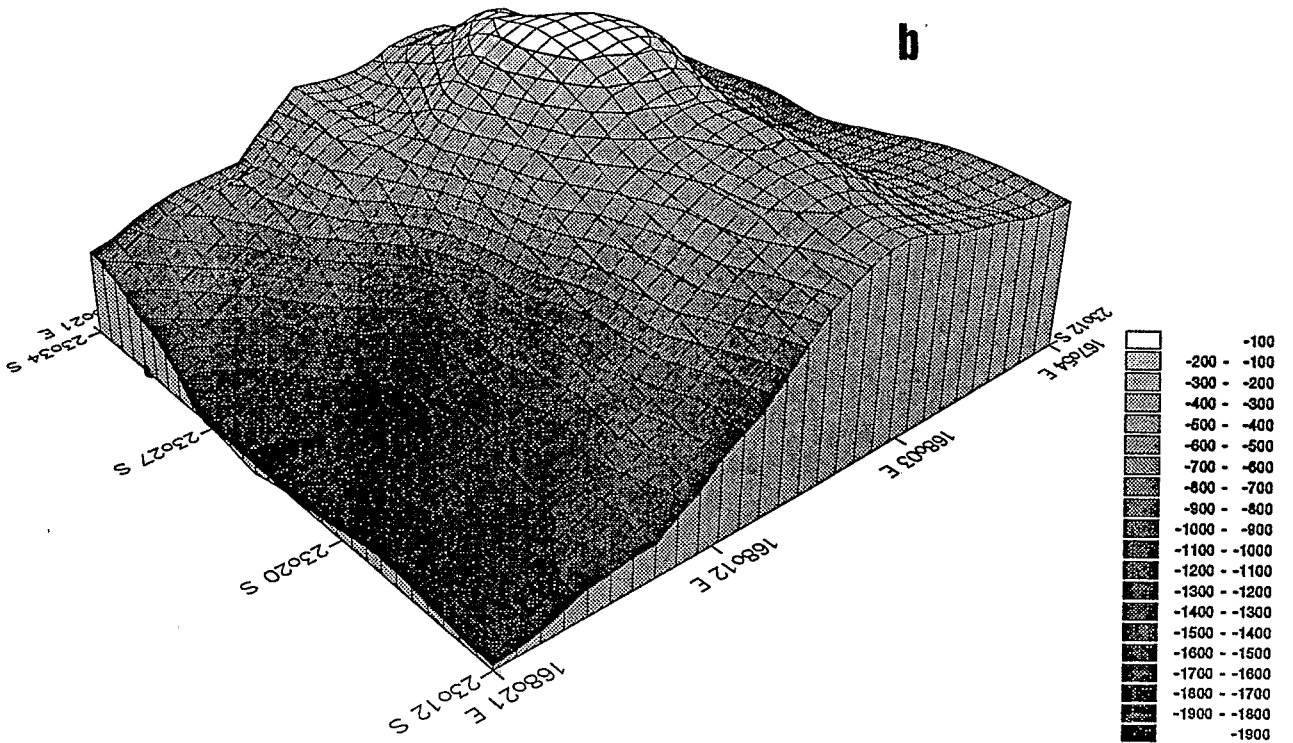 b
o21 E
23o34 S
23o27 S
23o20 S
23o12 S
168o21 E
168o12 E
168o03 E
167o54 E
23o12 S
-100
-200 - -100
-300 - -200
-400 - -300
-500 - -400
-600 - -500
-700 - -600
-800 - -700
-900 - -800
-1000 - -900
-1100 - -1000
-1200 - -1100
-1300 - -1200
-1400 - -1300
-1500 - -1400
-1600 - -1500
-1700 - -1600
-1800 - -1700
-1900 - -1800
-1900